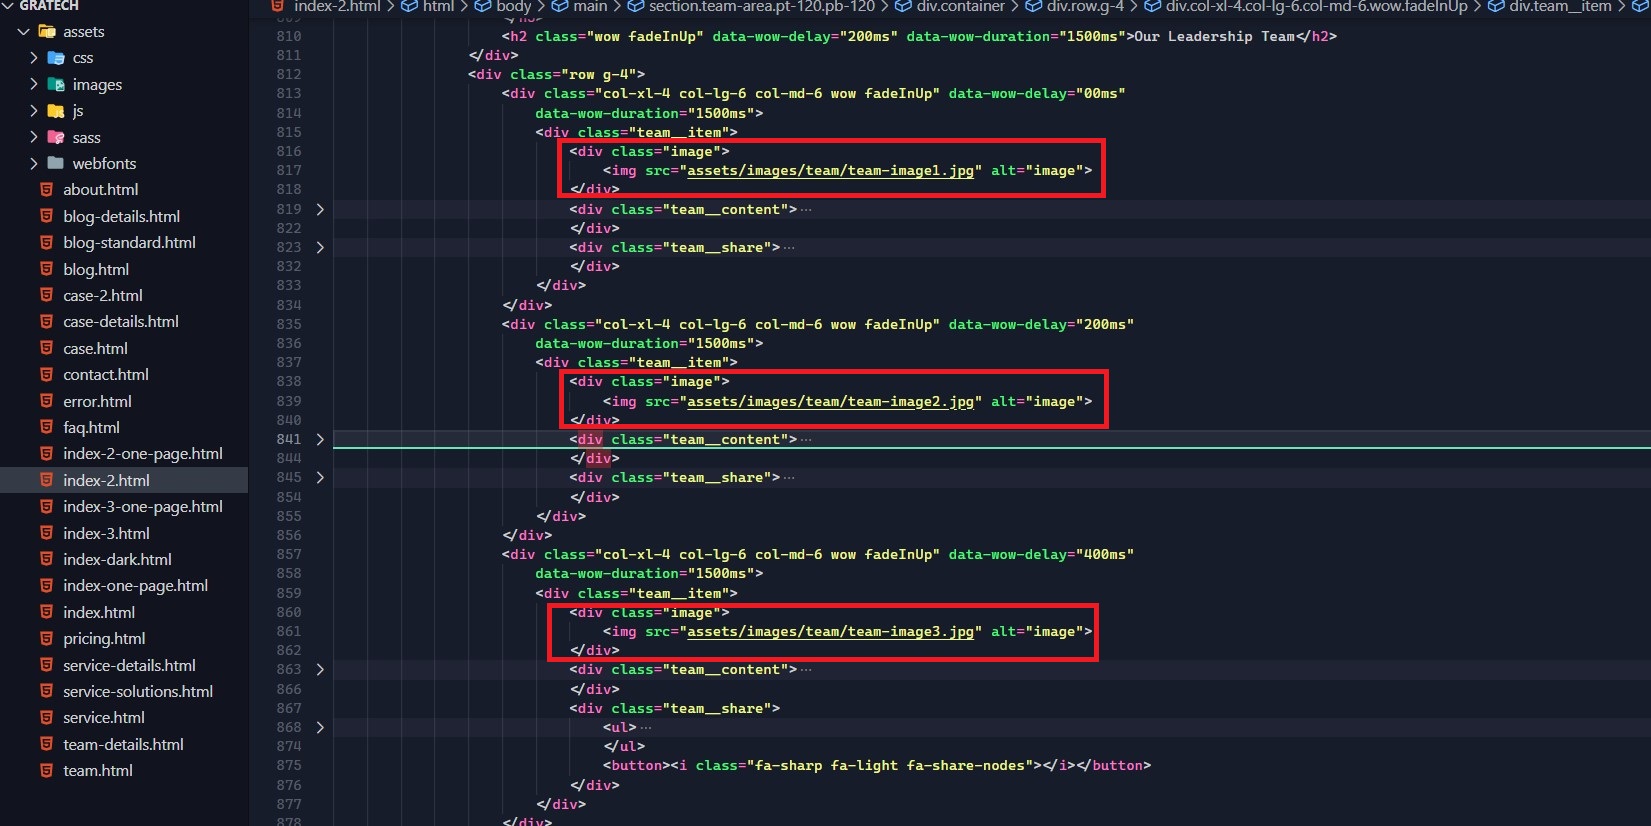 GRATECH
assets
css
images
js
sass
webfonts
about.html
blog-details.html
blog-standard.html
blog.html
case-2.html
case-details.html
case.html
contact.html
error.html
faq.html
index-2-one-page.html
index-2.html
index-3-one-page.html
index-3.html
index-dark.html
index-one-page.html
index.html
pricing.html
service-details.html
service-solutions.html
service.html
team-details.html
team.html
index-2.html > html > body > main > section.team-area.pt-120.pb-120 > div.container > div.row.g-4 > div.col-xl-4.col-lg-6.col-md-6.wow.fadeInUp > div.team__item >
809 </h5>
810 <h2 class="wow fadeInUp" data-wow-delay="200ms" data-wow-duration="1500ms">Our Leadership Team</h2>
811 </div>
812 <div class="row g-4">
813 <div class="col-xl-4 col-lg-6 col-md-6 wow fadeInUp" data-wow-delay="00ms"
814 data-wow-duration="1500ms">
815 <div class="team__item">
816 <div class="image">
817 <img src="assets/images/team/team-image1.jpg" alt="image">
818 </div>
819 <div class="team__content"> ...
822 </div>
823 <div class="team__share"> ...
832 </div>
833 </div>
834 </div>
835 <div class="col-xl-4 col-lg-6 col-md-6 wow fadeInUp" data-wow-delay="200ms"
836 data-wow-duration="1500ms">
837 <div class="team__item">
838 <div class="image">
839 <img src="assets/images/team/team-image2.jpg" alt="image">
840 </div>
841 <div class="team__content"> ...
844 </div>
845 <div class="team__share"> ...
854 </div>
855 </div>
856 </div>
857 <div class="col-xl-4 col-lg-6 col-md-6 wow fadeInUp" data-wow-delay="400ms"
858 data-wow-duration="1500ms">
859 <div class="team__item">
860 <div class="image">
861 <img src="assets/images/team/team-image3.jpg" alt="image">
862 </div>
863 <div class="team__content"> ...
866 </div>
867 <div class="team__share">
868 <ul> ...
874 </ul>
875 <button><i class="fa-sharp fa-light fa-share-nodes"></i></button>
876 </div>
877 </div>
878 </div>